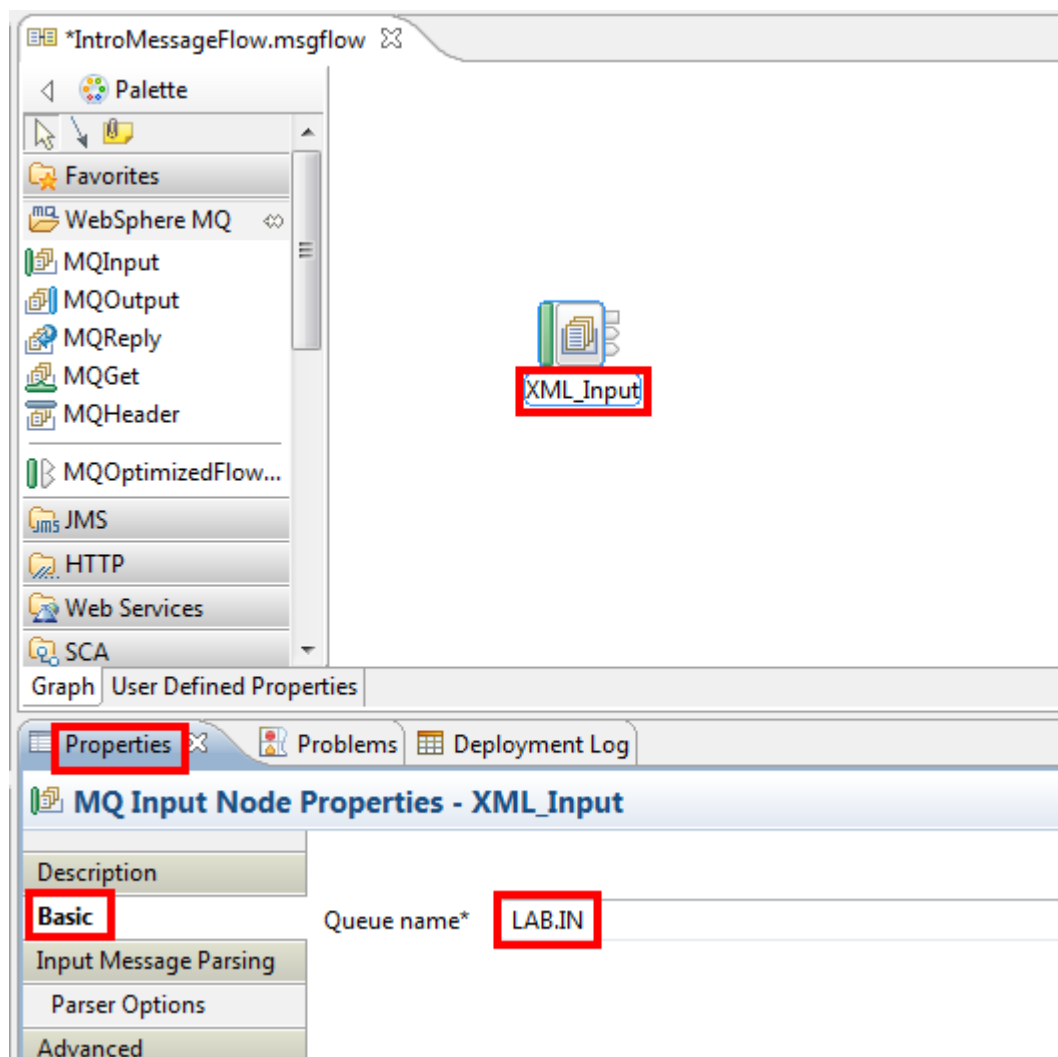 *IntroMessageFlow.msgflow
Palette
Favorites
WebSphere MQ
MQInput
MQOutput
MQReply
MQGet
MQHeader
MQOptimizedFlow...
JMS
HTTP
Web Services
SCA
XML_Input
Graph User Defined Properties
Properties Problems Deployment Log
MQ Input Node Properties - XML_Input
Description
Basic
Queue name* LAB.IN
Input Message Parsing
Parser Options
Advanced